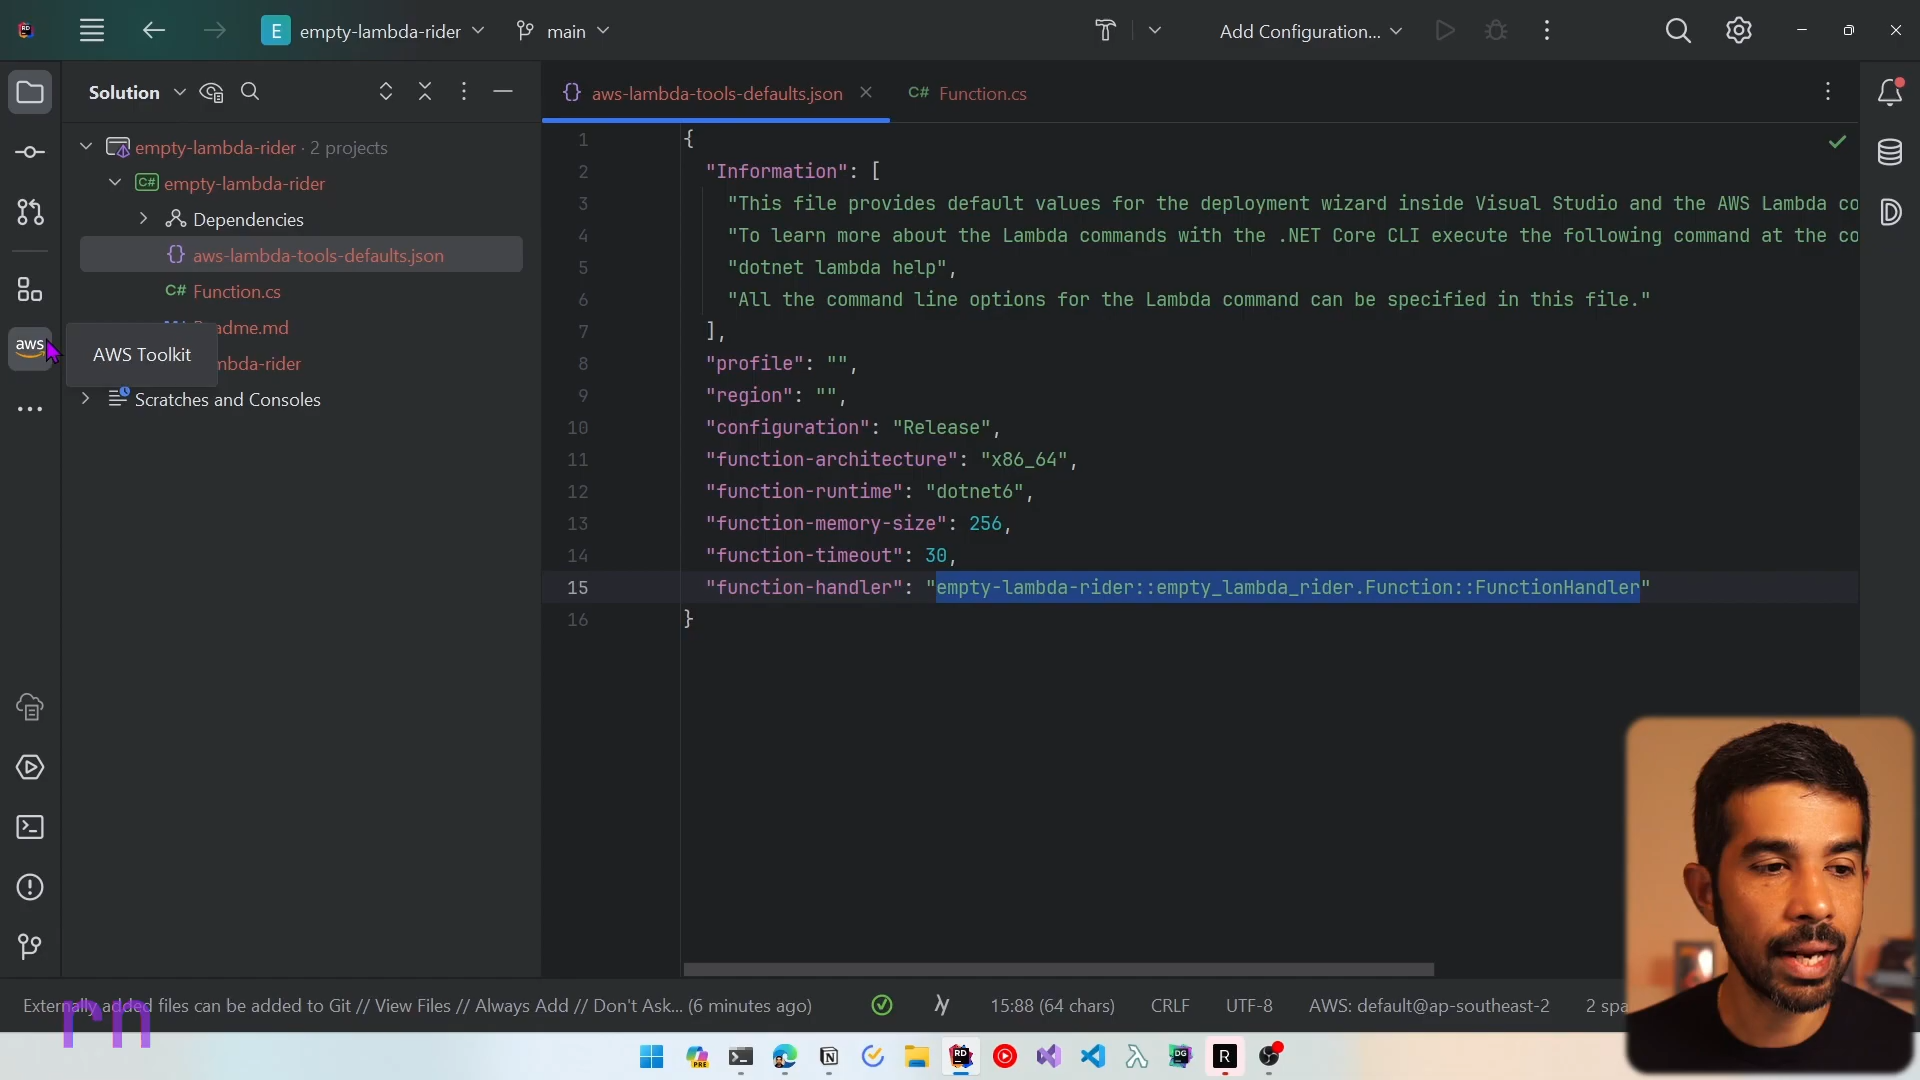 E empty-lambda-rider
main
Add Configuration...
Solution
aws-lambda-tools-defaults.json
C# Function.cs
empty-lambda-rider · 2 projects
C# empty-lambda-rider
Dependencies
{} aws-lambda-tools-defaults.json
C# Function.cs
adme.md
mbda-rider
Scratches and Consoles
aws
AWS Toolkit
1 {
2 "Information": [
3 "This file provides default values for the deployment wizard inside Visual Studio and the AWS Lambda co
4 "To learn more about the Lambda commands with the .NET Core CLI execute the following command at the co
5 "dotnet lambda help",
6 "All the command line options for the Lambda command can be specified in this file."
7 ],
8 "profile": "",
9 "region": "",
10 "configuration": "Release",
11 "function-architecture": "x86_64",
12 "function-runtime": "dotnet6",
13 "function-memory-size": 256,
14 "function-timeout": 30,
15 "function-handler": "empty-lambda-rider::empty_lambda_rider.Function::FunctionHandler"
16 }
Externally added files can be added to Git // View Files // Always Add // Don't Ask... (6 minutes ago)
15:88 (64 chars)
CRLF
UTF-8
AWS: default@ap-southeast-2
2 spa
rn